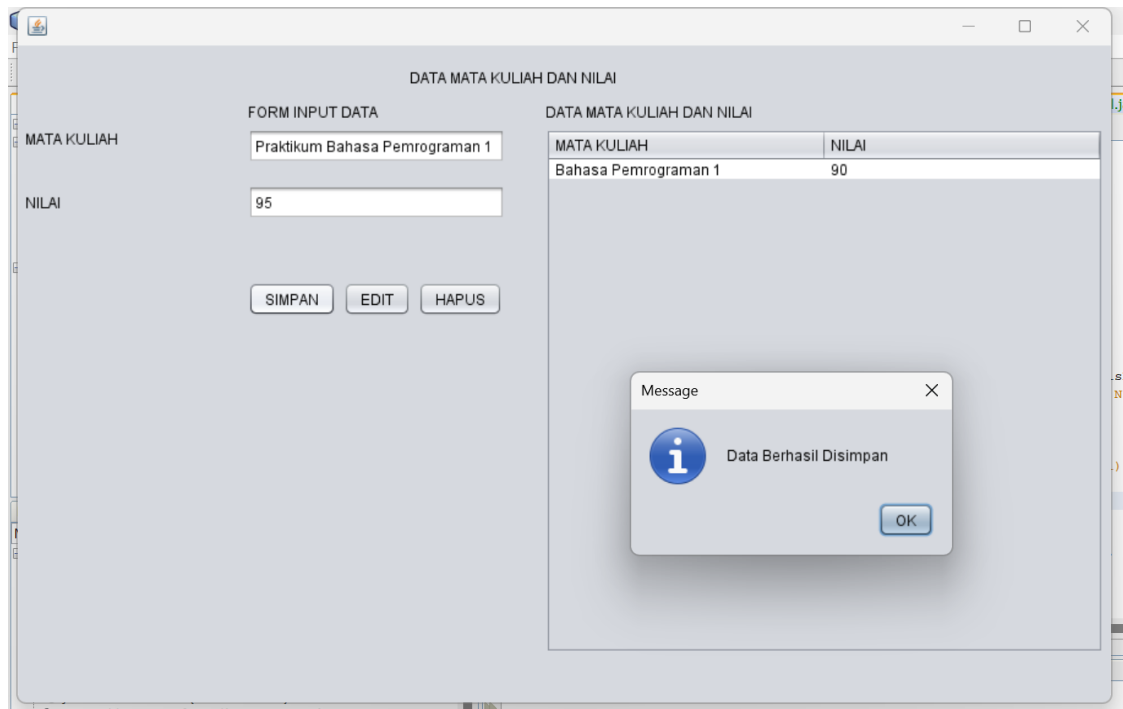 DATA MATA KULIAH DAN NILAI
FORM INPUT DATA
DATA MATA KULIAH DAN NILAI
MATA KULIAH
Praktikum Bahasa Pemrograman 1
NILAI
95
SIMPAN EDIT HAPUS
MATA KULIAH NILAI
Bahasa Pemrograman 1 90
Message
Data Berhasil Disimpan
OK